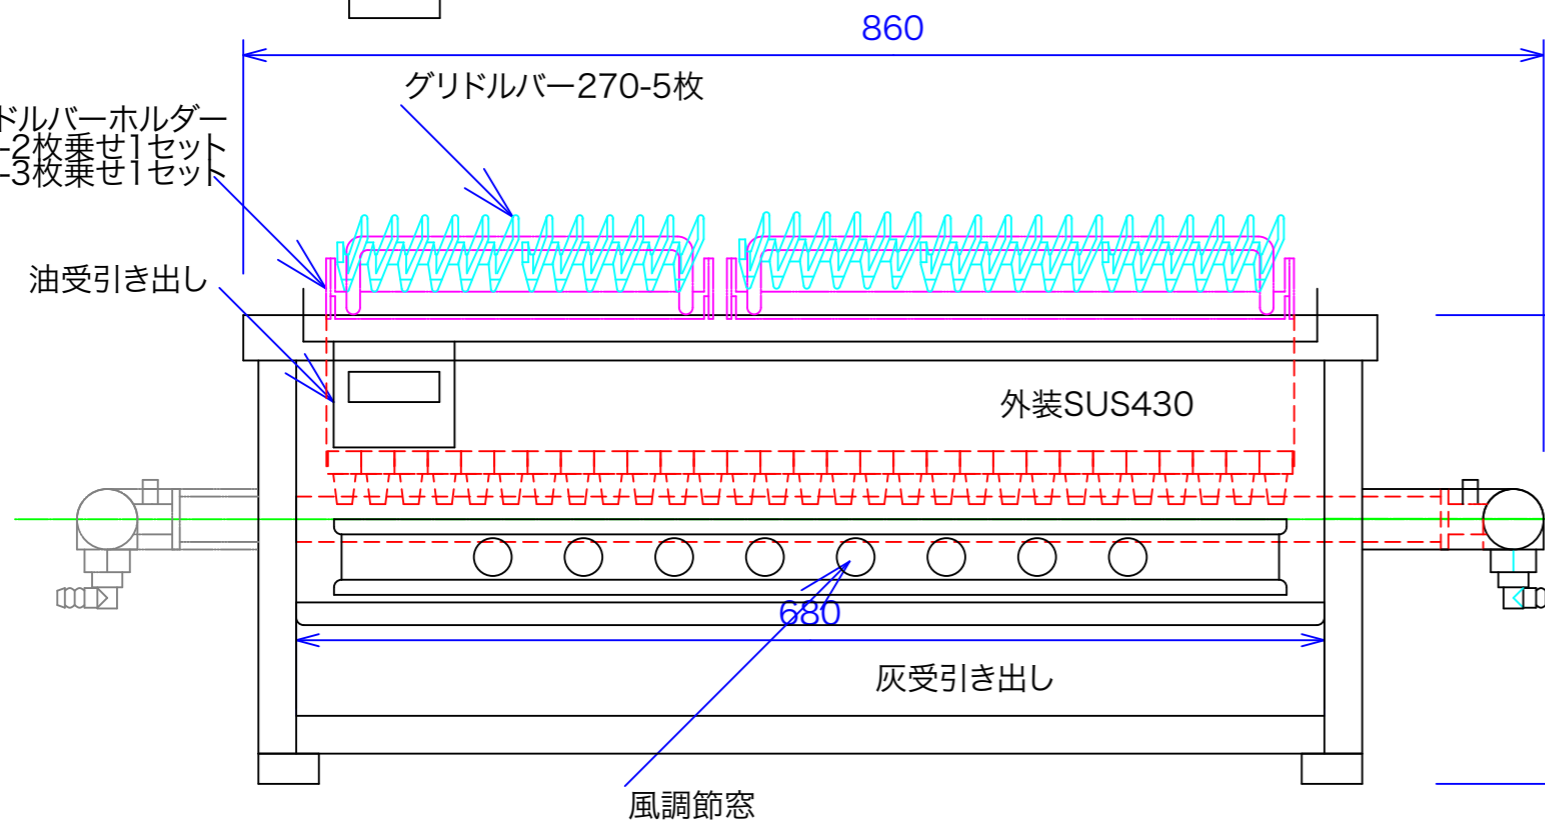 860
グリドルバー270-5枚
ドルバーホルダー
-2枚乗せ1セット
-3枚乗せ1セット
油受引き出し
外装SUS430
680
灰受引き出し
風調節窓